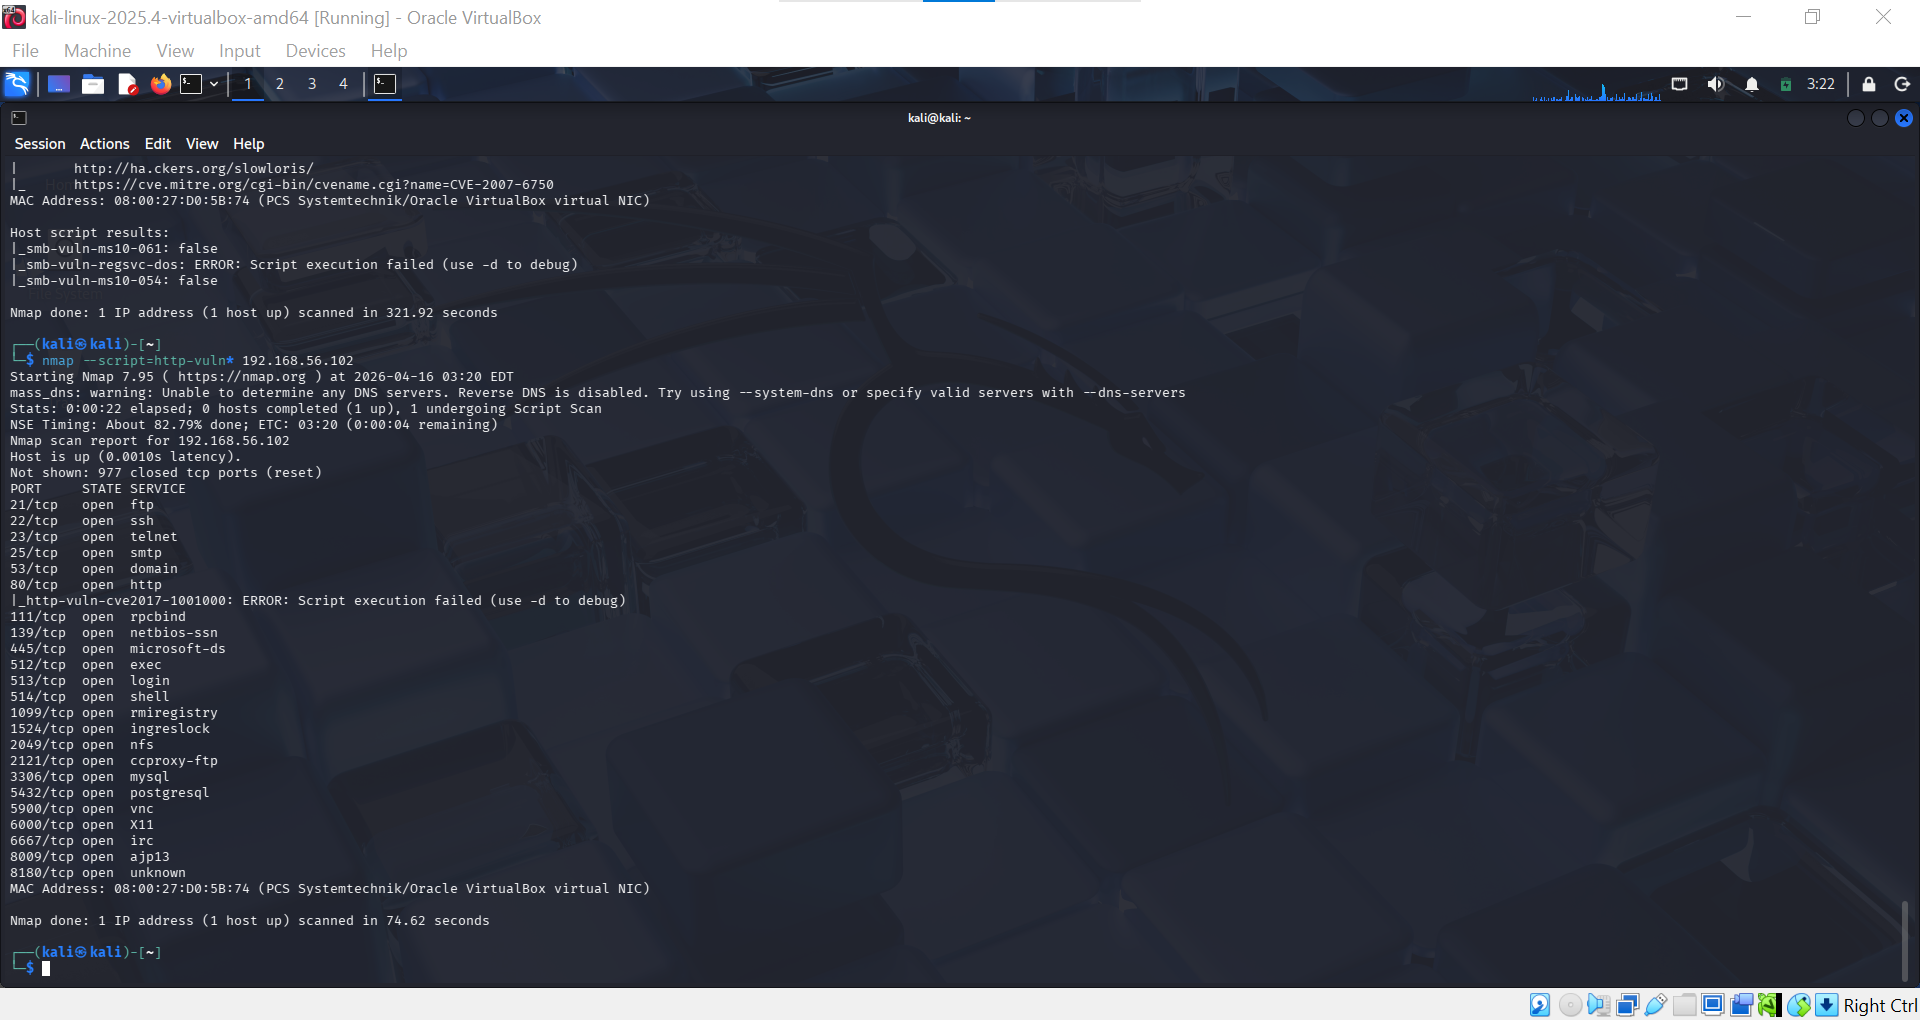 kali-linux-2025.4-virtualbox-amd64 [Running] - Oracle VirtualBox
File Machine View Input Devices Help
1 2 3 4 3:22
kali@kali: ~
Session Actions Edit View Help
|       http://ha.ckers.org/slowloris/
|_      https://cve.mitre.org/cgi-bin/cvename.cgi?name=CVE-2007-6750
MAC Address: 08:00:27:D0:5B:74 (PCS Systemtechnik/Oracle VirtualBox virtual NIC)
Host script results:
|_smb-vuln-ms10-061: false
|_smb-vuln-regsvc-dos: ERROR: Script execution failed (use -d to debug)
|_smb-vuln-ms10-054: false
Nmap done: 1 IP address (1 host up) scanned in 321.92 seconds
┌──(kali㉿kali)-[~]
└─$ nmap --script=http-vuln* 192.168.56.102
Starting Nmap 7.95 ( https://nmap.org ) at 2026-04-16 03:20 EDT
mass_dns: warning: Unable to determine any DNS servers. Reverse DNS is disabled. Try using --system-dns or specify valid servers with --dns-servers
Stats: 0:00:22 elapsed; 0 hosts completed (1 up), 1 undergoing Script Scan
NSE Timing: About 82.79% done; ETC: 03:20 (0:00:04 remaining)
Nmap scan report for 192.168.56.102
Host is up (0.0010s latency).
Not shown: 977 closed tcp ports (reset)
PORT     STATE SERVICE
21/tcp   open  ftp
22/tcp   open  ssh
23/tcp   open  telnet
25/tcp   open  smtp
53/tcp   open  domain
80/tcp   open  http
|_http-vuln-cve2017-1001000: ERROR: Script execution failed (use -d to debug)
111/tcp  open  rpcbind
139/tcp  open  netbios-ssn
445/tcp  open  microsoft-ds
512/tcp  open  exec
513/tcp  open  login
514/tcp  open  shell
1099/tcp open  rmiregistry
1524/tcp open  ingreslock
2049/tcp open  nfs
2121/tcp open  ccproxy-ftp
3306/tcp open  mysql
5432/tcp open  postgresql
5900/tcp open  vnc
6000/tcp open  X11
6667/tcp open  irc
8009/tcp open  ajp13
8180/tcp open  unknown
MAC Address: 08:00:27:D0:5B:74 (PCS Systemtechnik/Oracle VirtualBox virtual NIC)
Nmap done: 1 IP address (1 host up) scanned in 74.62 seconds
┌──(kali㉿kali)-[~]
└─$
Right Ctrl